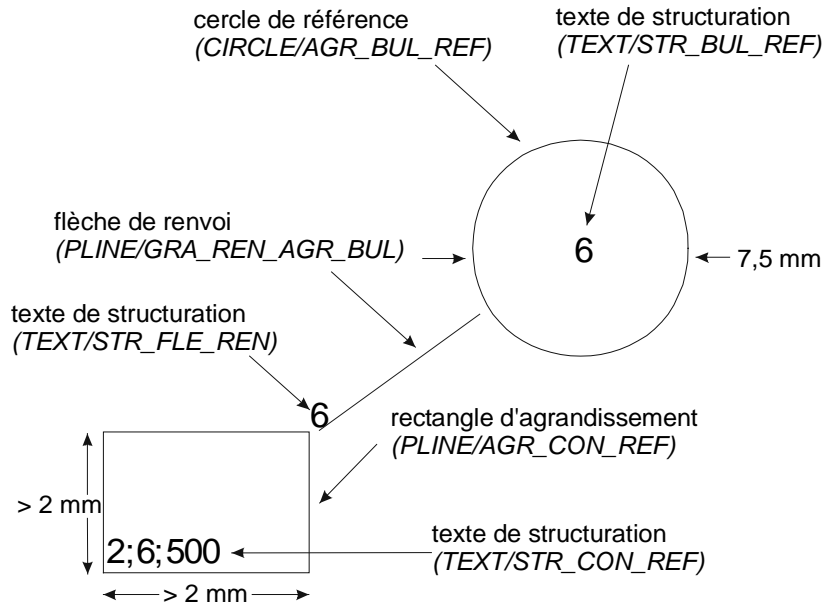 cercle de référence
(CIRCLE/AGR_BUL_REF)
texte de structuration
(TEXT/STR_BUL_REF)
flèche de renvoi
(PLINE/GRA_REN_AGR_BUL)
6
7,5 mm
texte de structuration
(TEXT/STR_FLE_REN)
6
rectangle d'agrandissement
(PLINE/AGR_CON_REF)
> 2 mm
2;6;500
texte de structuration
(TEXT/STR_CON_REF)
> 2 mm